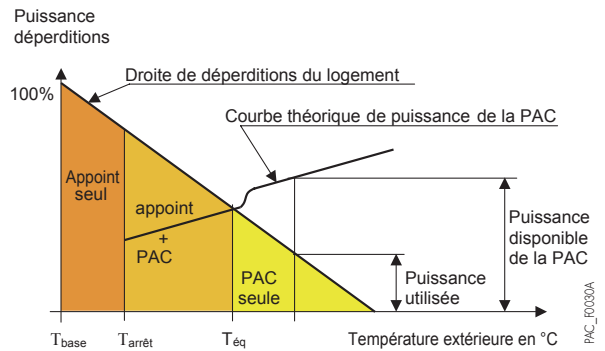 Puissance
déperditions
100%
Droite de déperditions du logement
Courbe théorique de puissance de la PAC
Appoint
seul
appoint
+
PAC
PAC
seule
Puissance
utilisée
Puissance
disponible
de la PAC
Tbase
Tarrêt
Téq
Température extérieure en °C
PAC_F0030A